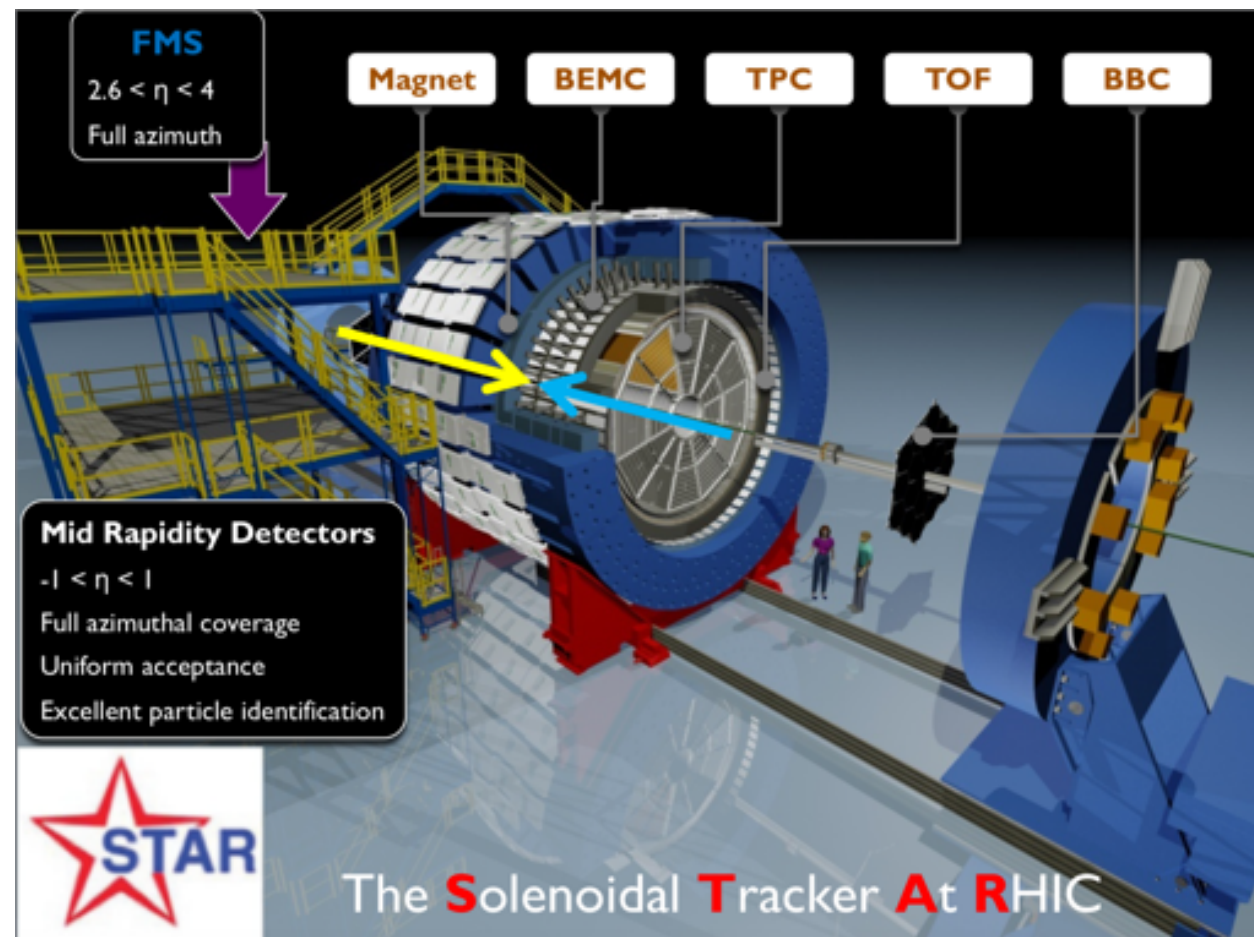 FMS
2.6 < η < 4
Full azimuth
Magnet
BEMC
TPC
TOF
BBC
Mid Rapidity Detectors
-1 < η < 1
Full azimuthal coverage
Uniform acceptance
Excellent particle identification
STAR
The Solenoidal Tracker At RHIC